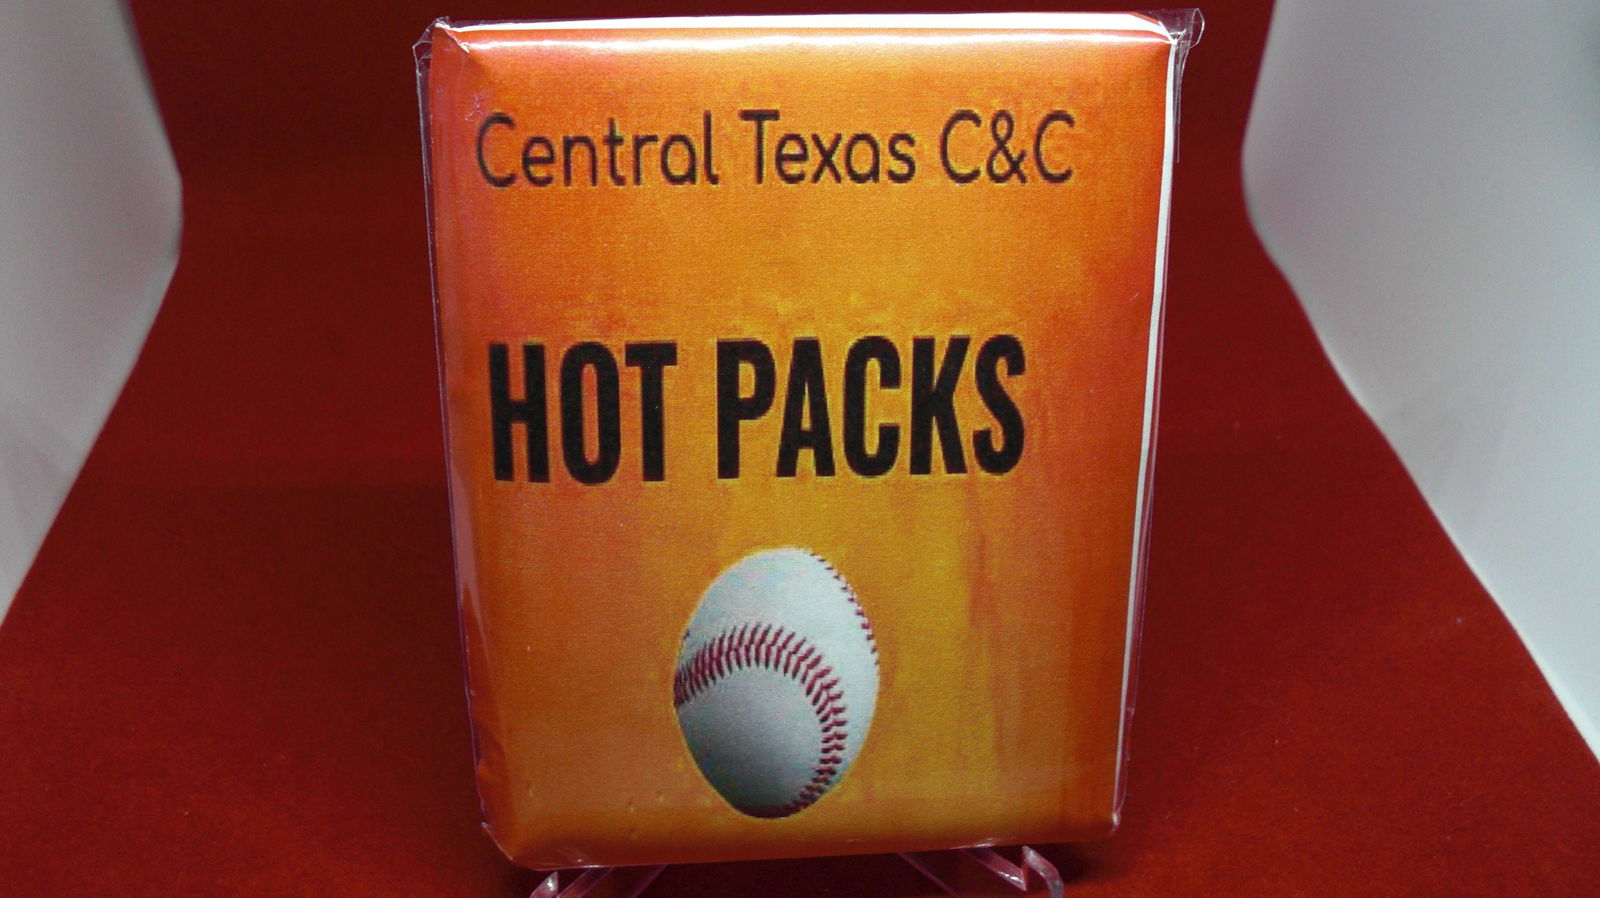 Central Texas C&C
HOT PACKS